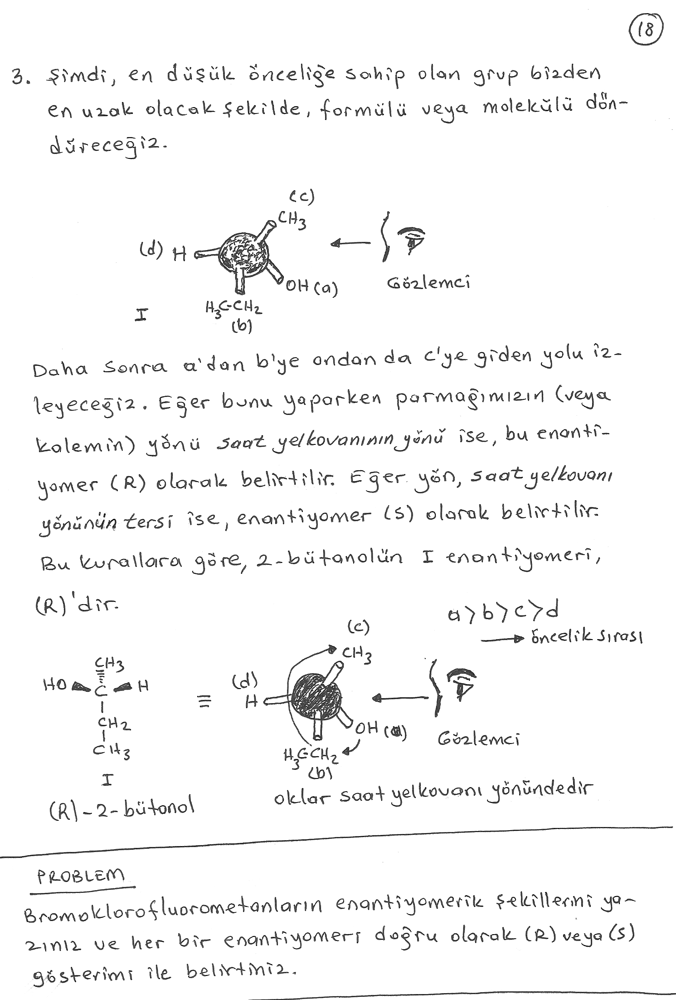 18
3. Şimdi, en düşük önceliğe sahip olan grup bizden
en uzak olacak şekilde, formülü veya molekülü dön-
düreceğiz.
(c)
CH3
(d) H
OH (a)
Gözlemci
H3C-CH2
I
(b)
Daha sonra a'dan b'ye ondan da c'ye giden yolu iz-
leyeceğiz. Eğer bunu yaparken parmağımızın (veya
kalemin) yönü saat yelkovanının yönü ise, bu enanti-
yomer (R) olarak belirtilir. Eğer yön, saat yelkovanı
yönünün tersi ise, enantiyomer (S) olarak belirtilir.
Bu kurallara göre, 2-bütanolün I enantiyomeri,
(R)'dir.
a > b > c > d
→ öncelik sırası
(c)
CH3
CH3
HO C H
≡
(d)
H
CH2
OH (a)
Gözlemci
CH3
H3C-CH2
(b)
I
(R)-2-bütanol
oklar saat yelkovanı yönündedir
PROBLEM
Bromoklorofluorometanların enantiyomerik şekillerini ya-
zınız ve her bir enantiyomeri doğru olarak (R) veya (S)
gösterimi ile belirtiniz.